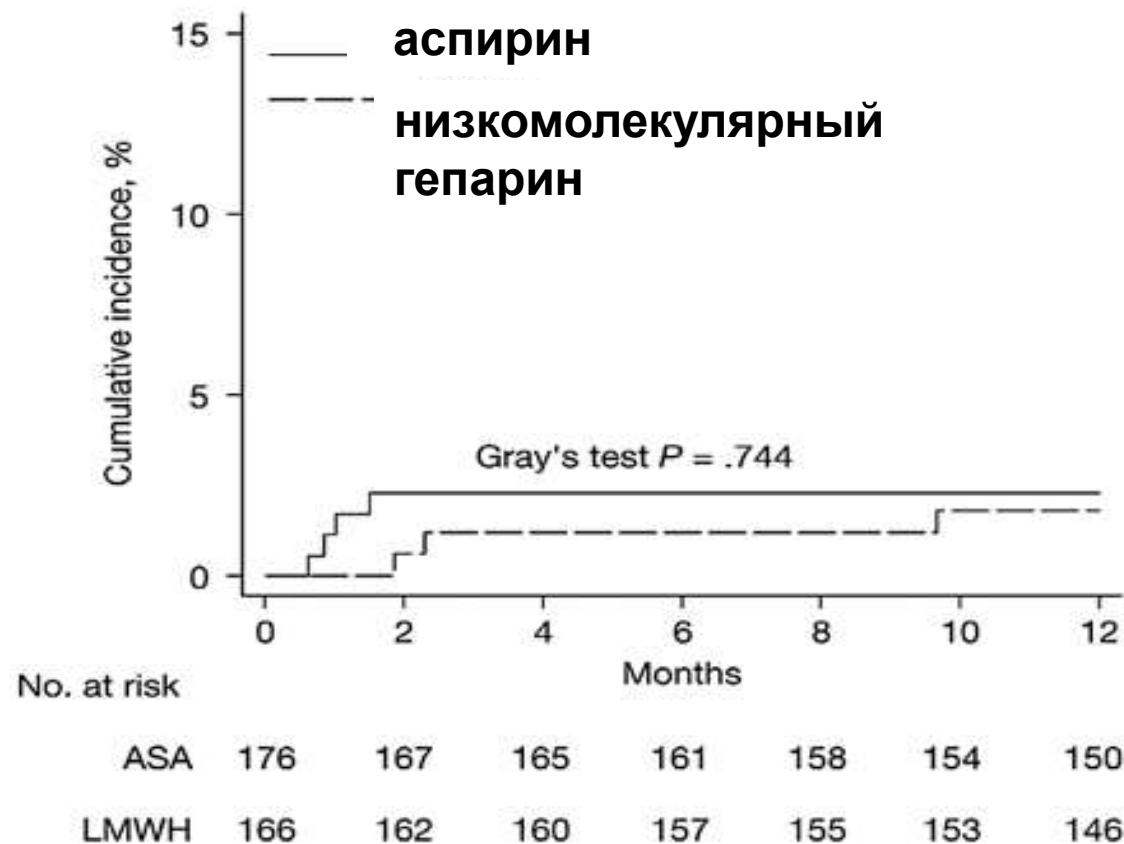 аспирин
низкомолекулярный
гепарин
15
10
5
0
Cumulative incidence, %
Gray's test P = .744
0 2 4 6 8 10 12
Months
No. at risk
ASA 176 167 165 161 158 154 150
LMWH 166 162 160 157 155 153 146